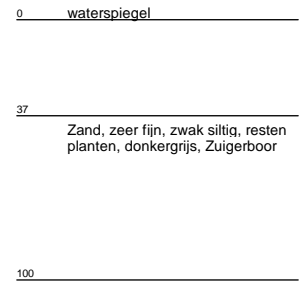 0 waterspiegel
37
Zand, zeer fijn, zwak siltig, resten
planten, donkergrijs, Zuigerboor
100